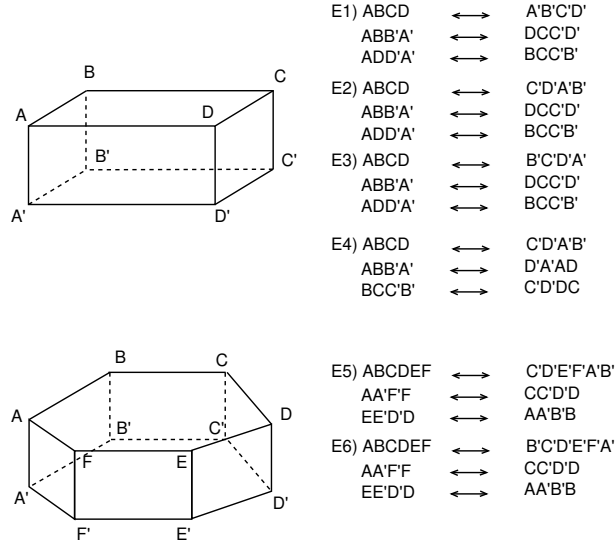 E1) ABCD A'B'C'D'
ABB'A' DCC'D'
ADD'A' BCC'B'
E2) ABCD C'D'A'B'
ABB'A' DCC'D'
ADD'A' BCC'B'
E3) ABCD B'C'D'A'
ABB'A' DCC'D'
ADD'A' BCC'B'
E4) ABCD C'D'A'B'
ABB'A' D'A'AD
BCC'B' C'D'DC
B
C
A
D
B'
C'
A'
D'
E5) ABCDEF C'D'E'F'A'B'
AA'F'F CC'D'D
EE'D'D AA'B'B
E6) ABCDEF B'C'D'E'F'A'
AA'F'F CC'D'D
EE'D'D AA'B'B
B
C
A
D
B'
C'
F
E
A'
D'
F'
E'